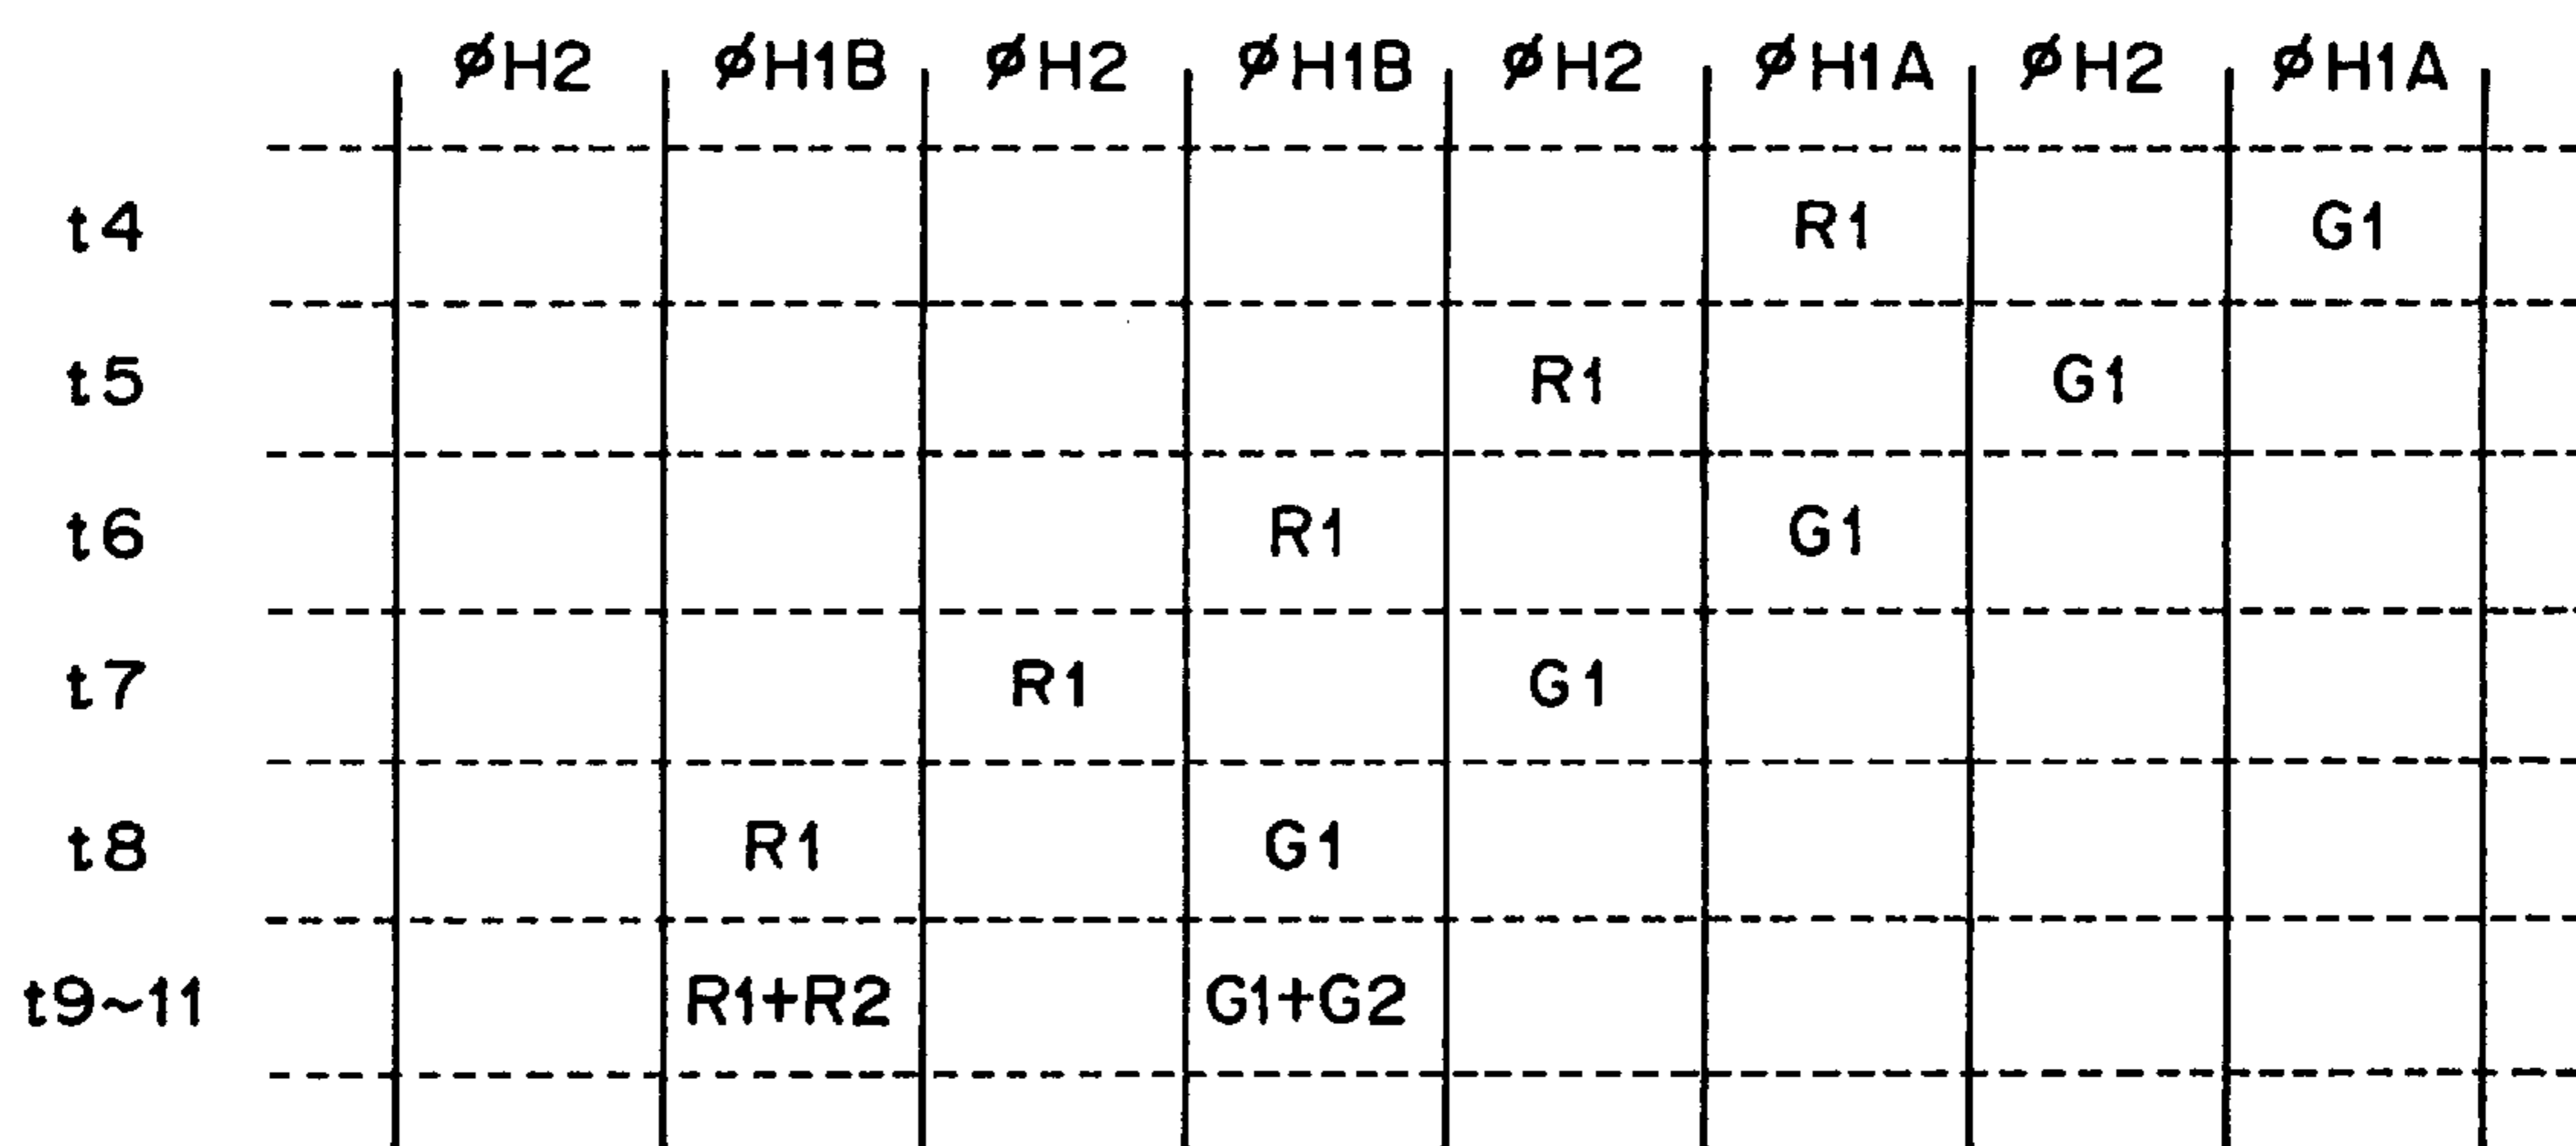 øH2 øH1B øH2 øH1B øH2 øH1A øH2 øH1A
t4 R1 G1
t5 R1 G1
t6 R1 G1
t7 R1 G1
t8 R1 G1
t9~11 R1+R2 G1+G2